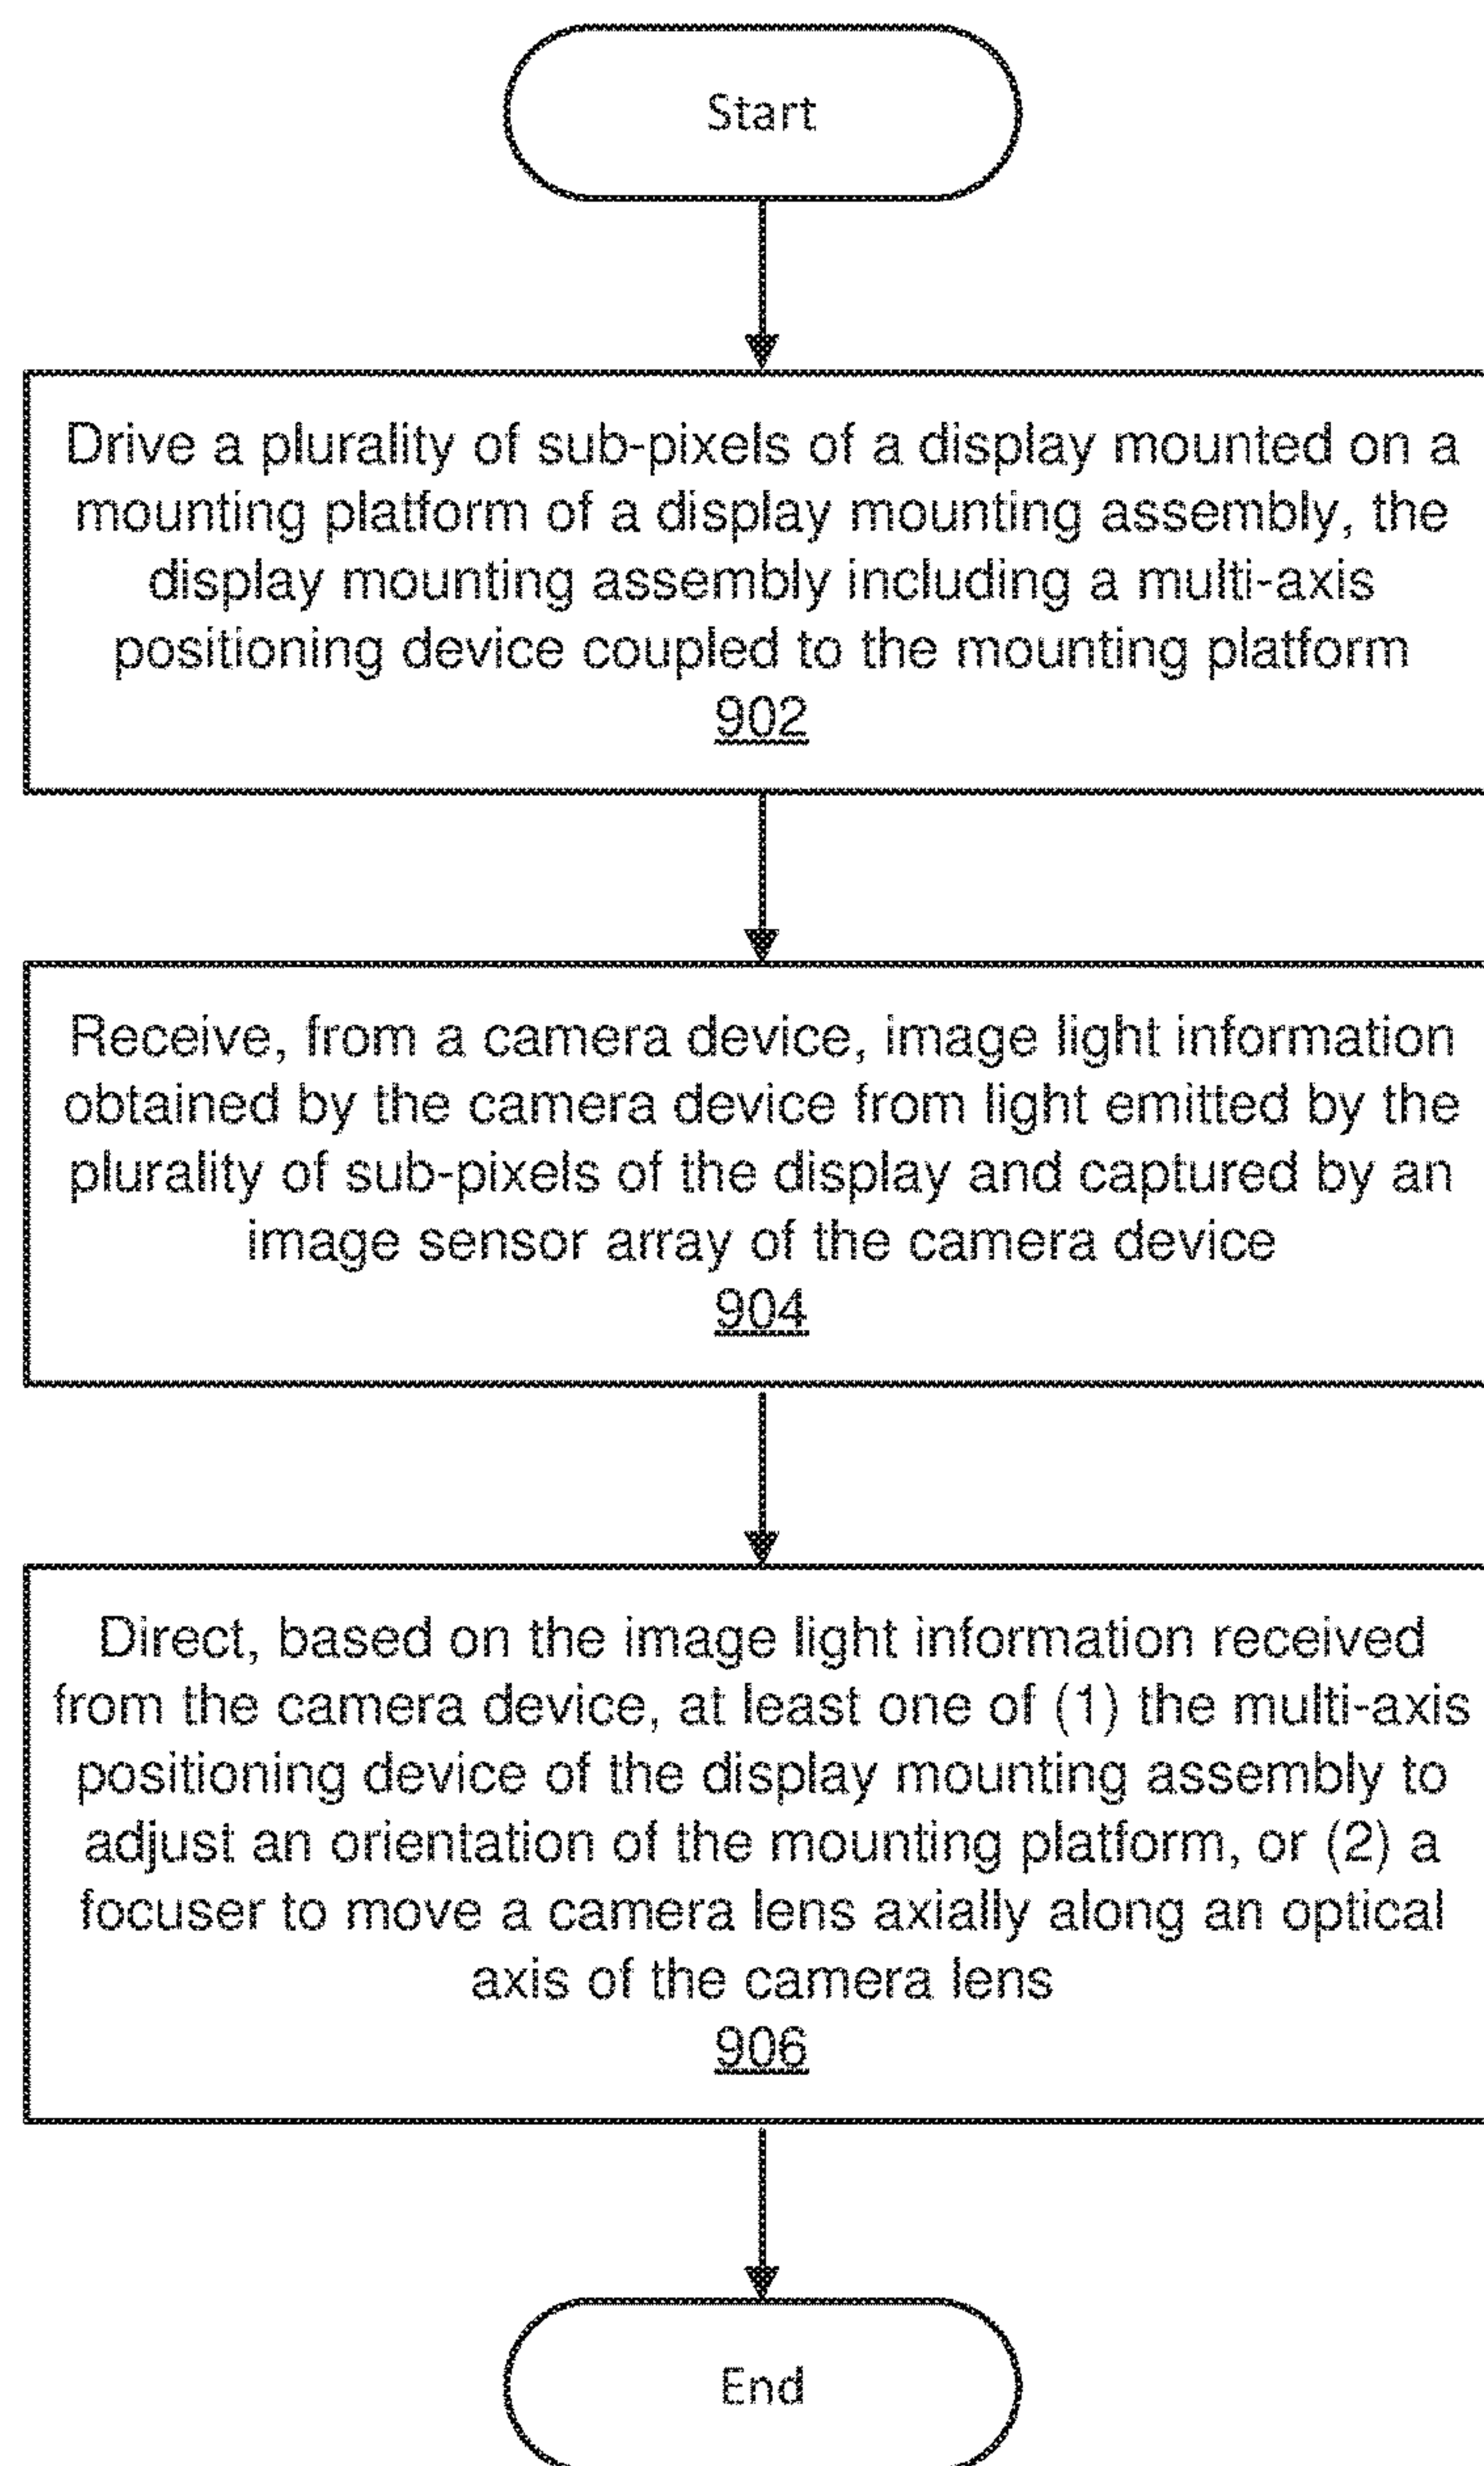 Start
Drive a plurality of sub-pixels of a display mounted on a
mounting platform of a display mounting assembly, the
display mounting assembly including a multi-axis
positioning device coupled to the mounting platform
902
Receive, from a camera device, image light information
obtained by the camera device from light emitted by the
plurality of sub-pixels of the display and captured by an
image sensor array of the camera device
904
Direct, based on the image light information received
from the camera device, at least one of (1) the multi-axis
positioning device of the display mounting assembly to
adjust an orientation of the mounting platform, or (2) a
focuser to move a camera lens axially along an optical
axis of the camera lens
906
End